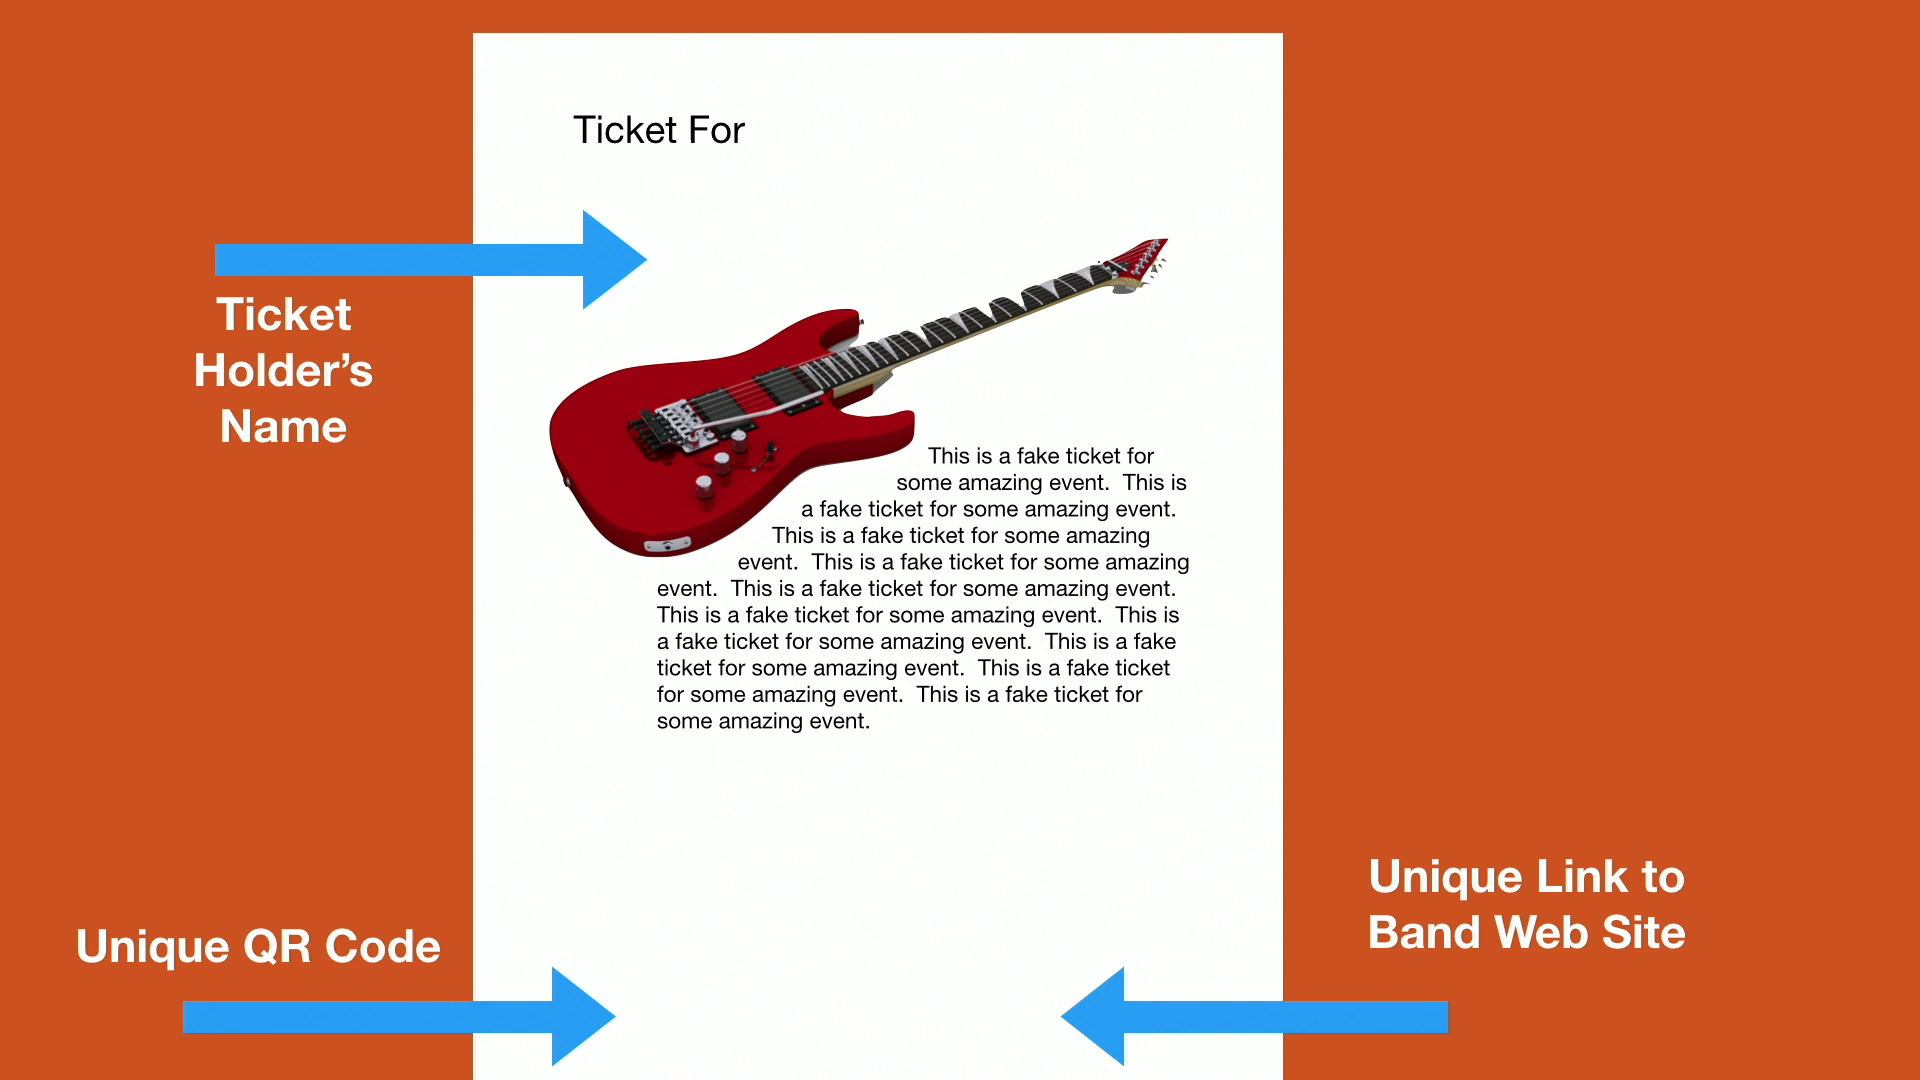 Ticket For
Ticket
Holder’s
Name
This is a fake ticket for
some amazing event.  This is
a fake ticket for some amazing event.
This is a fake ticket for some amazing
event.  This is a fake ticket for some amazing
event.  This is a fake ticket for some amazing event.
This is a fake ticket for some amazing event.  This is
a fake ticket for some amazing event.  This is a fake
ticket for some amazing event.  This is a fake ticket
for some amazing event.  This is a fake ticket for
some amazing event.
Unique QR Code
Unique Link to
Band Web Site